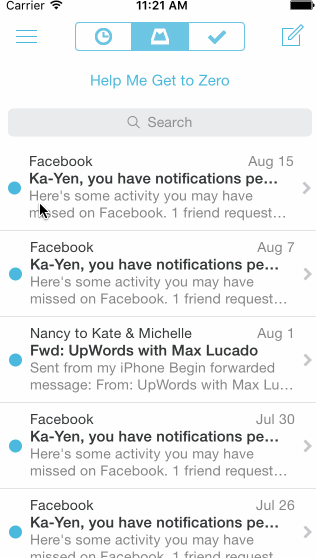 Carrier 11:21 AM
Help Me Get to Zero
Search
Facebook Aug 15
Ka-Yen, you have notifications pe...
Here's some activity you may have
missed on Facebook. 1 friend request...
Facebook Aug 7
Ka-Yen, you have notifications pe...
Here's some activity you may have
missed on Facebook. 1 friend request...
Nancy to Kate & Michelle Aug 1
Fwd: UpWords with Max Lucado
Sent from my iPhone Begin forwarded
message: From: UpWords with Max Lu...
Facebook Jul 30
Ka-Yen, you have notifications pe...
Here's some activity you may have
missed on Facebook. 1 friend request...
Facebook Jul 26
Ka-Yen, you have notifications pe...
Here's some activity you may have
missed on Facebook. 1 friend request...